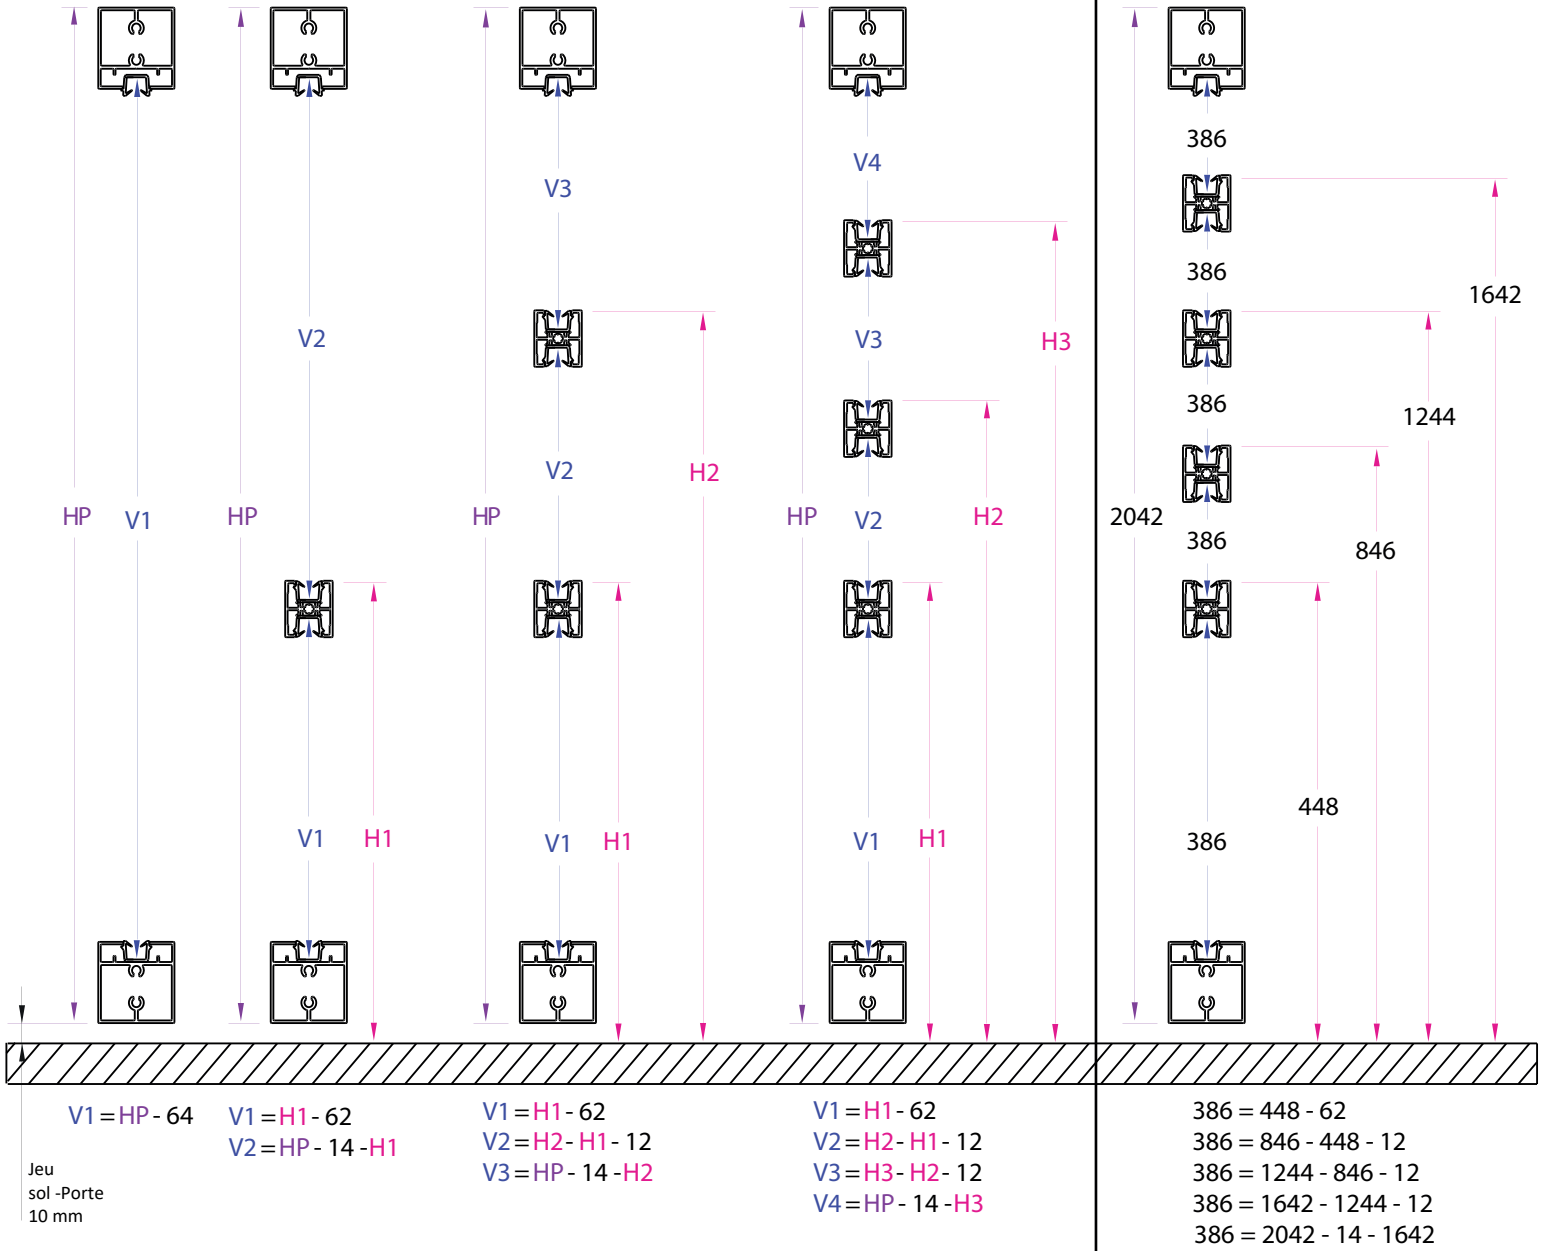 HP
V1
HP
V2
V1
H1
HP
V3
V2
V1
H1
H2
HP
V4
V3
V2
V1
H1
H2
H3
2042
386
386
386
386
386
448
846
1244
1642
V1 = HP - 64
V1 = H1 - 62
V2 = HP - 14 - H1
V1 = H1 - 62
V2 = H2 - H1 - 12
V3 = HP - 14 - H2
V1 = H1 - 62
V2 = H2 - H1 - 12
V3 = H3 - H2 - 12
V4 = HP - 14 - H3
386 = 448 - 62
386 = 846 - 448 - 12
386 = 1244 - 846 - 12
386 = 1642 - 1244 - 12
386 = 2042 - 14 - 1642
Jeu
sol -Porte
10 mm